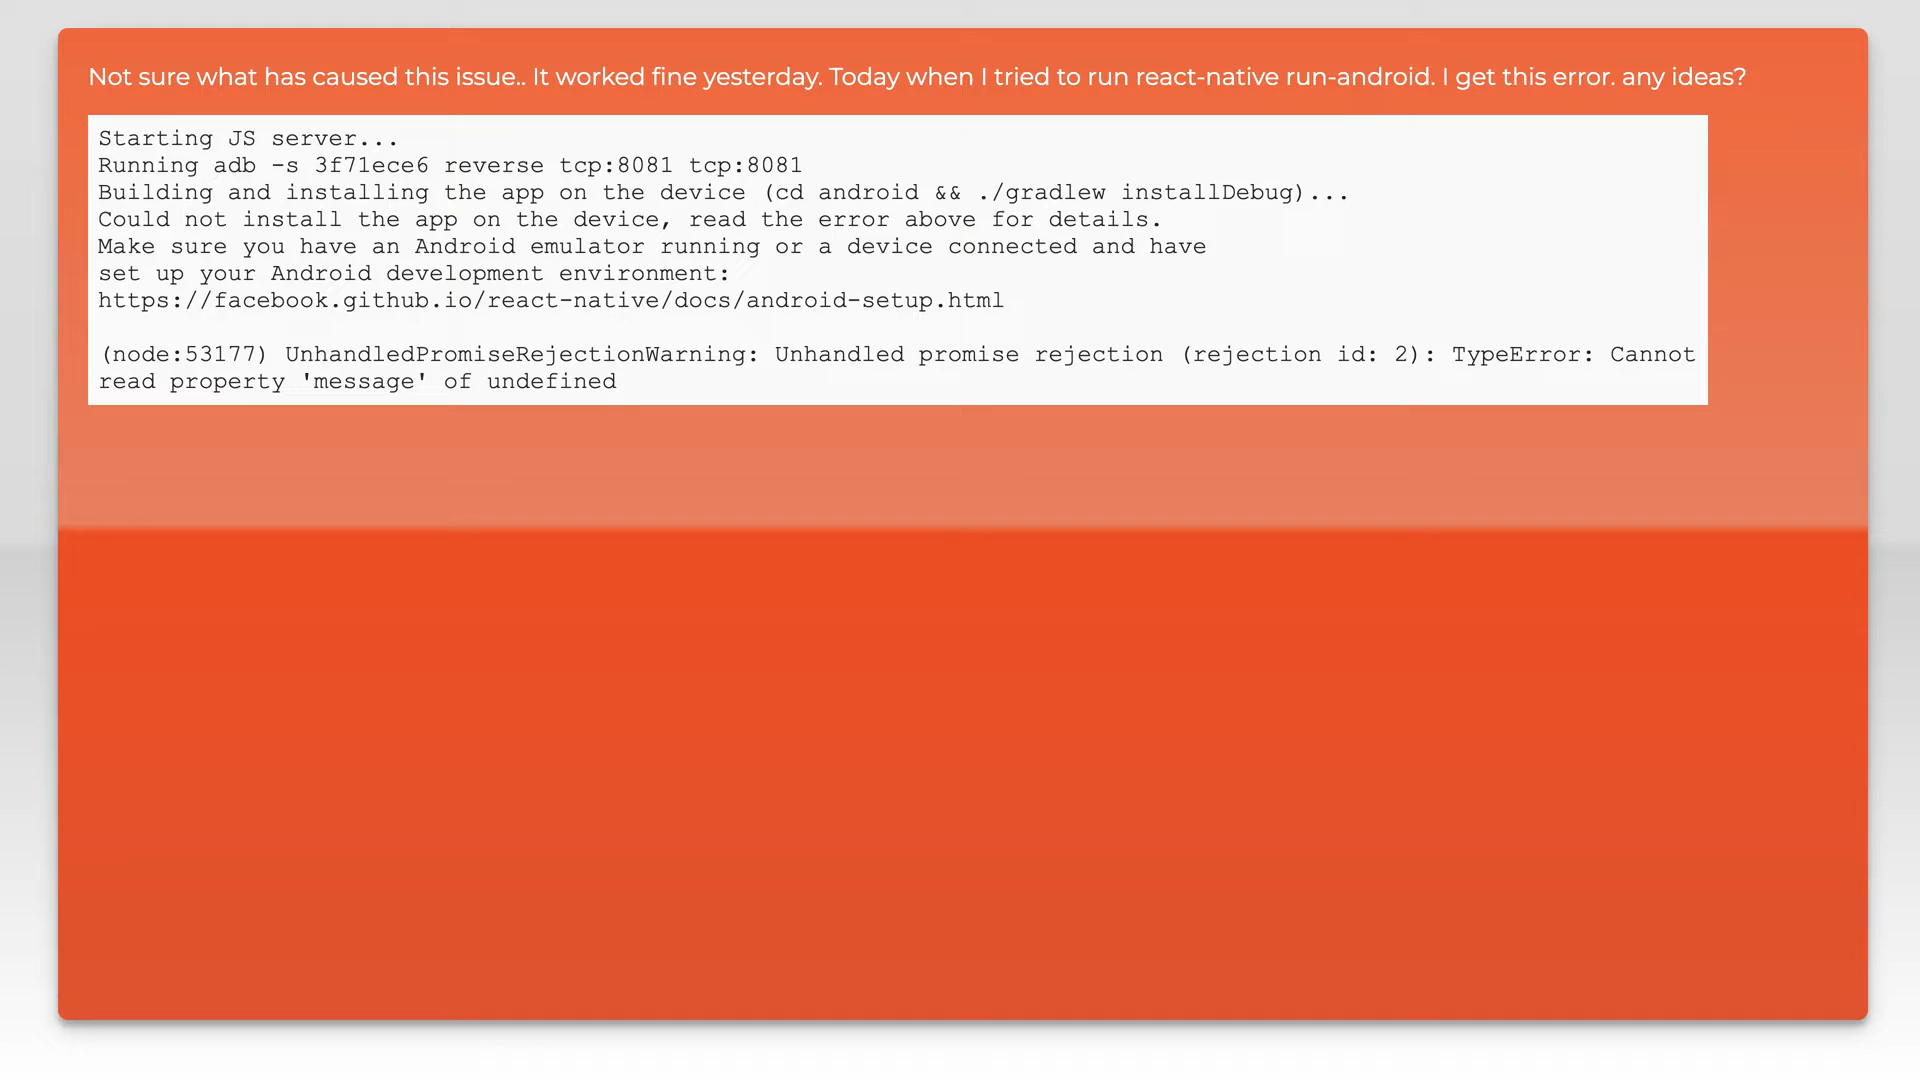 Not sure what has caused this issue.. It worked fine yesterday. Today when I tried to run react-native run-android. I get this error. any ideas?
Starting JS server...
Running adb -s 3f71ece6 reverse tcp:8081 tcp:8081
Building and installing the app on the device (cd android && ./gradlew installDebug)...
Could not install the app on the device, read the error above for details.
Make sure you have an Android emulator running or a device connected and have
set up your Android development environment:
https://facebook.github.io/react-native/docs/android-setup.html
(node:53177) UnhandledPromiseRejectionWarning: Unhandled promise rejection (rejection id: 2): TypeError: Cannot
read property 'message' of undefined